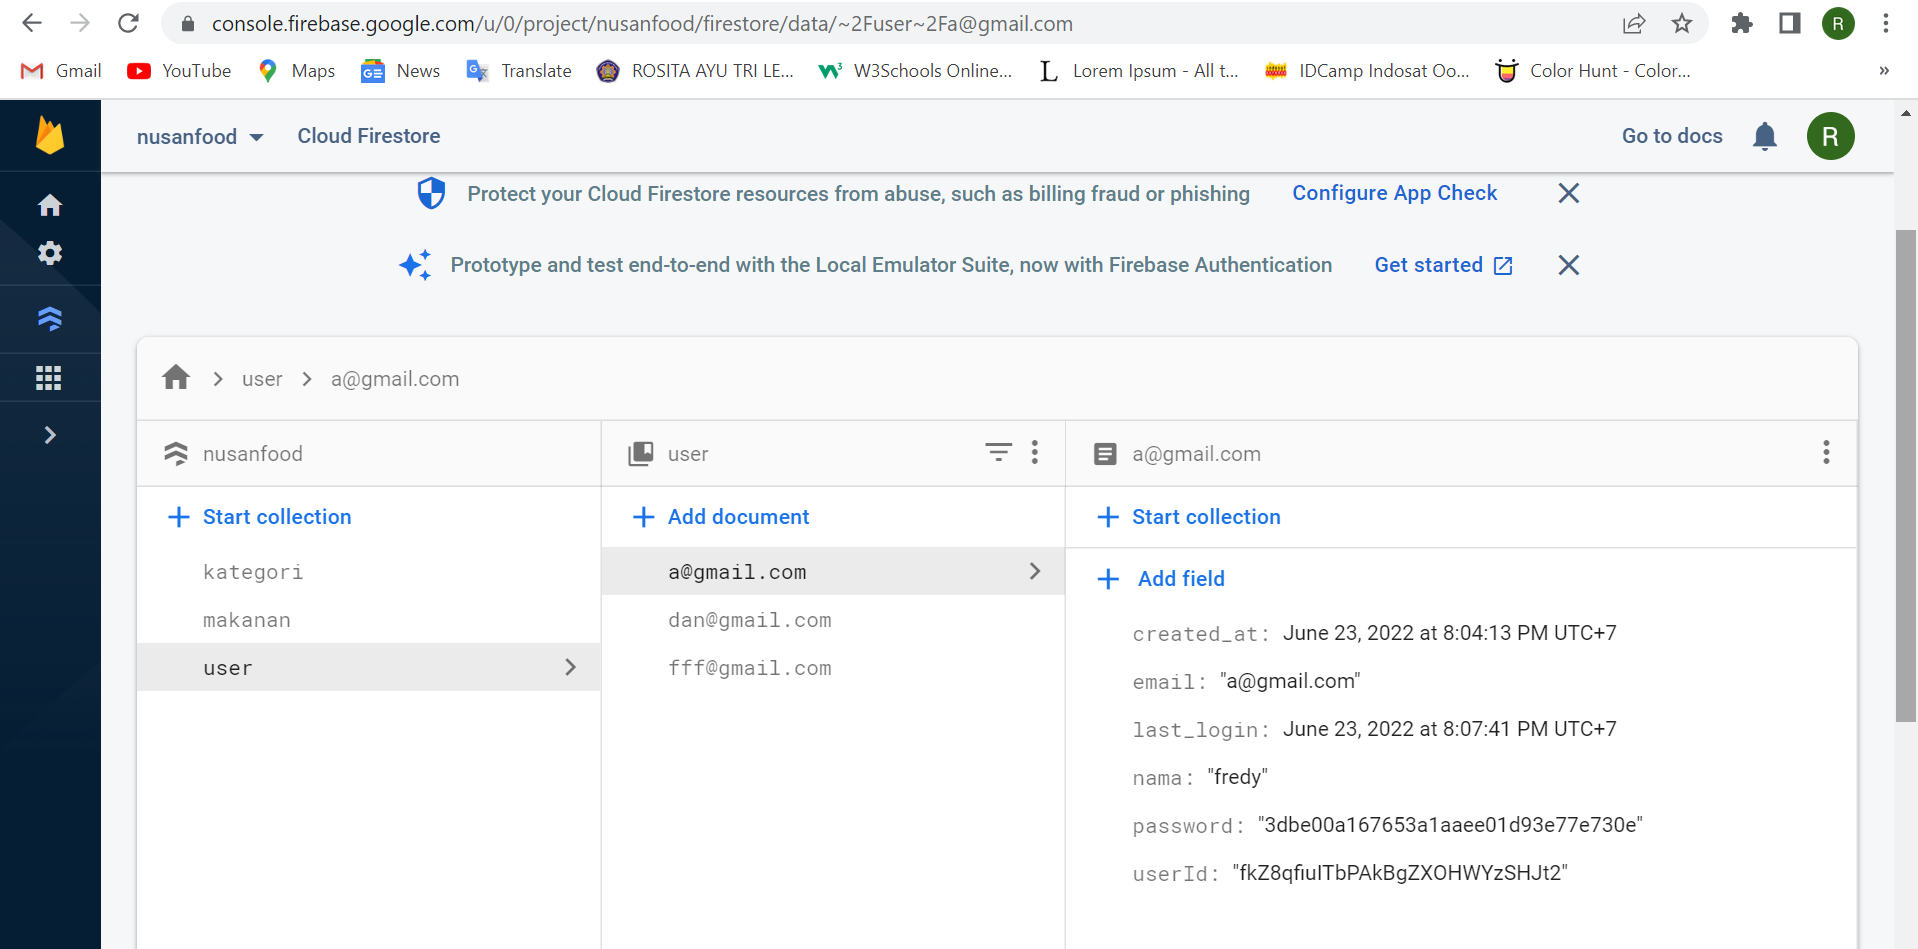 console.firebase.google.com/u/0/project/nusanfood/firestore/data/~2Fuser~2Fa@gmail.com
R
Gmail
YouTube
Maps
News
Translate
ROSITA AYU TRI LE...
W3Schools Online...
Lorem Ipsum - All t...
IDCamp Indosat Oo...
Color Hunt - Color...
»
nusanfood
Cloud Firestore
Go to docs
R
Protect your Cloud Firestore resources from abuse, such as billing fraud or phishing
Configure App Check
Prototype and test end-to-end with the Local Emulator Suite, now with Firebase Authentication
Get started
user
a@gmail.com
nusanfood
user
a@gmail.com
Start collection
kategori
makanan
user
Add document
a@gmail.com
dan@gmail.com
fff@gmail.com
Start collection
Add field
created_at: June 23, 2022 at 8:04:13 PM UTC+7
email: "a@gmail.com"
last_login: June 23, 2022 at 8:07:41 PM UTC+7
nama: "fredy"
password: "3dbe00a167653a1aaee01d93e77e730e"
userId: "fkZ8qfiuITbPAkBgZXOHWYzSHJt2"